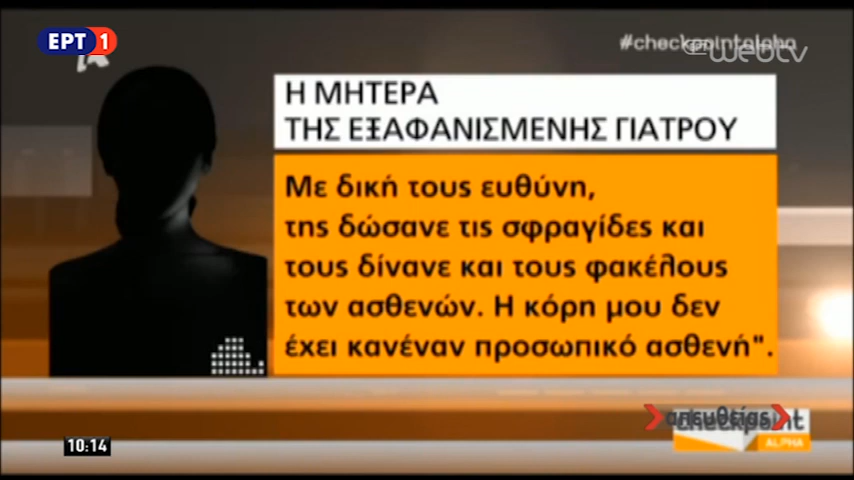 ΕΡΤ 1
#checkpointalpha
webtv
Η ΜΗΤΕΡΑ
ΤΗΣ ΕΞΑΦΑΝΙΣΜΕΝΗΣ ΓΙΑΤΡΟΥ
Με δική τους ευθύνη,
της δώσανε τις σφραγίδες και
τους δίνανε και τους φακέλους
των ασθενών. Η κόρη μου δεν
έχει κανέναν προσωπικό ασθενή".
απευθείας
checkpoint
ALPHA
10:14